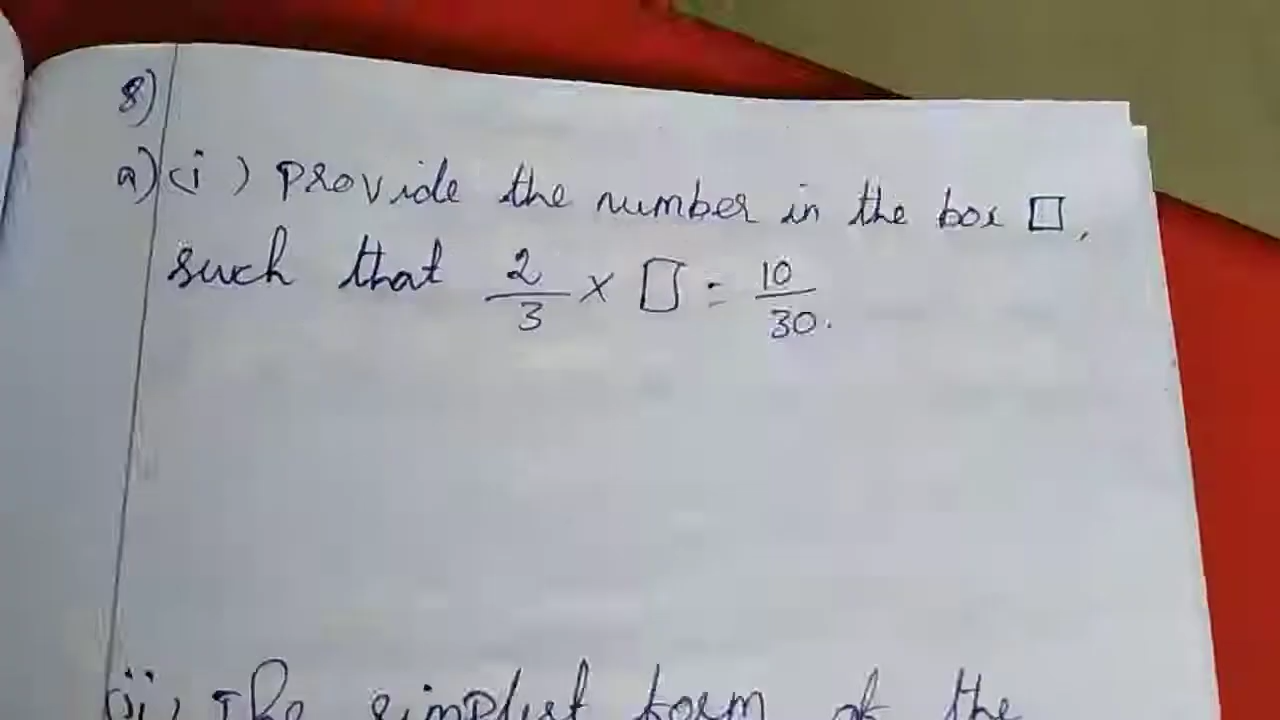 8)
a) (i) Provide the number in the box □,
such that 2/3 × □ = 10/30.
(ii) The simplest form of the